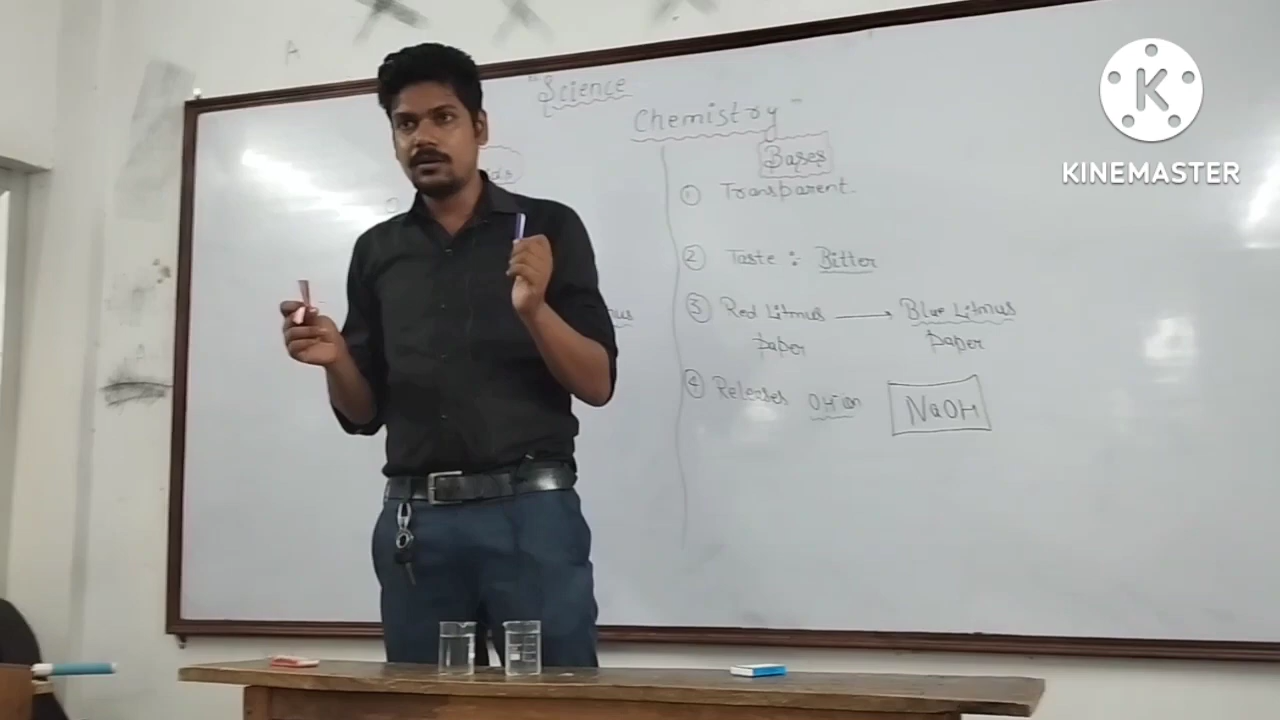 "Science
Chemistry"
Bases
① Transparent.
② Taste : Bitter
③ Red Litmus → Blue Litmus
paper paper
④ Releases OH⁻ion NaOH
K
KINEMASTER